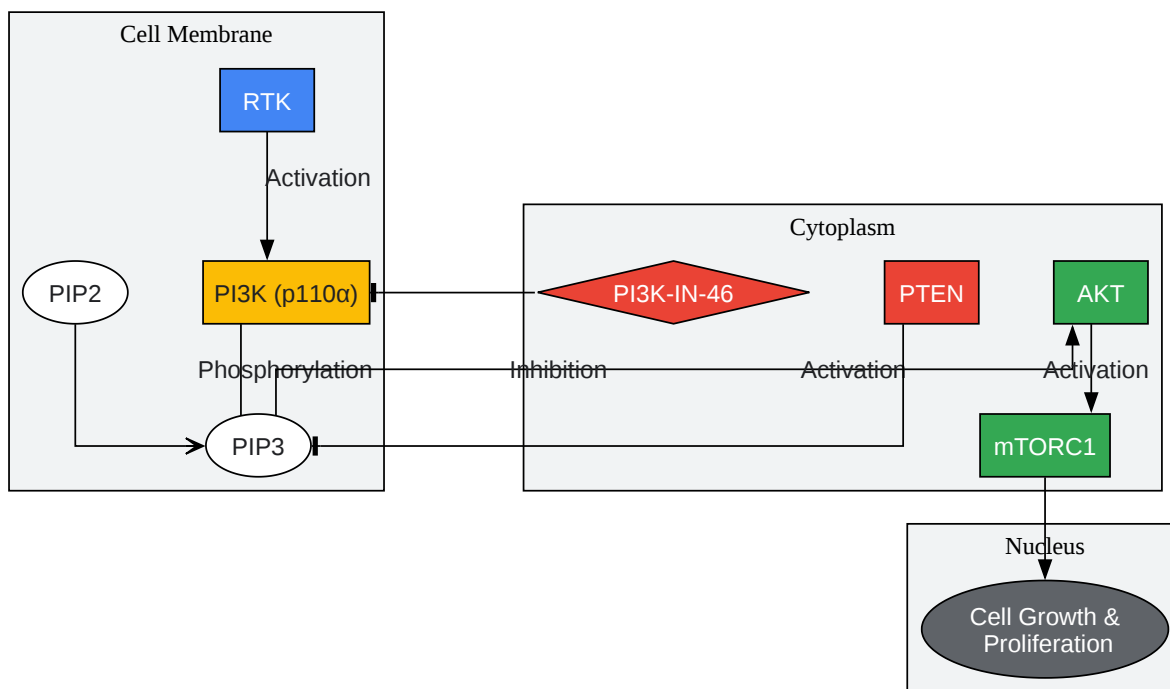 Cell Membrane
RTK
Activation
Cytoplasm
PIP2
PI3K (p110α)
PI3K-IN-46
PTEN
AKT
Phosphorylation
Inhibition
Activation
Activation
PIP3
mTORC1
Nucleus
Cell Growth &
Proliferation